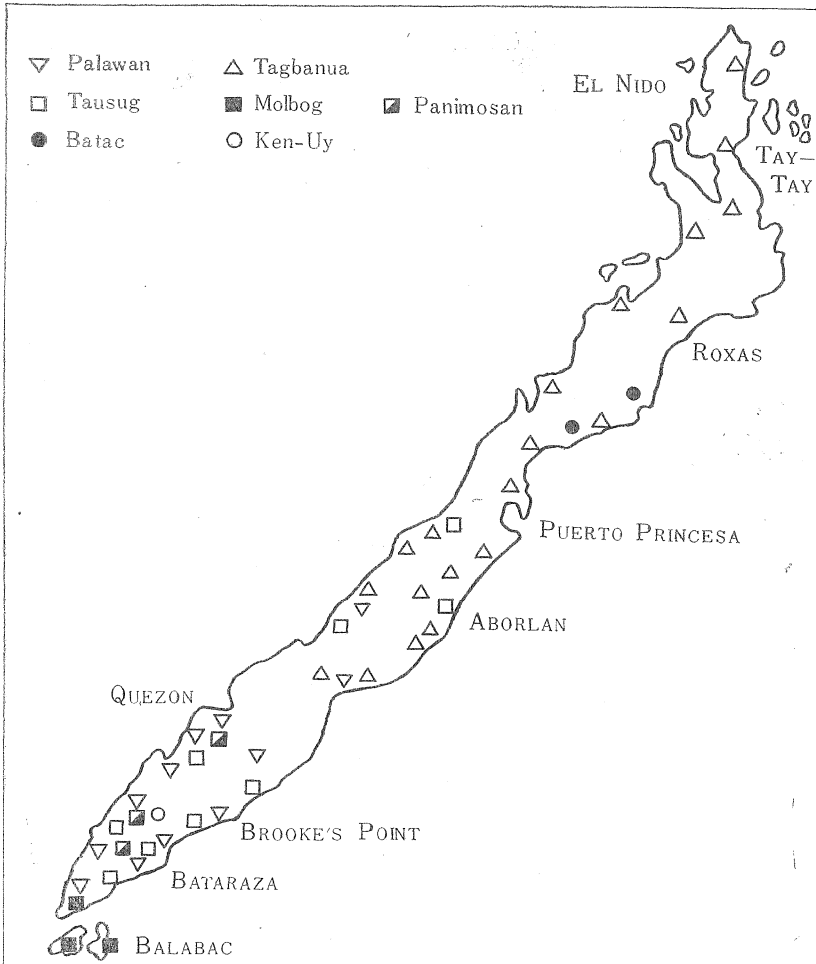 Palawan Tagbanua
Tausug Molbog Panimosan
Batac Ken-Uy
EL NIDO
TAY-
TAY
ROXAS
PUERTO PRINCESA
ABORLAN
QUEZON
BROOKE'S POINT
BATARAZA
BALABAC